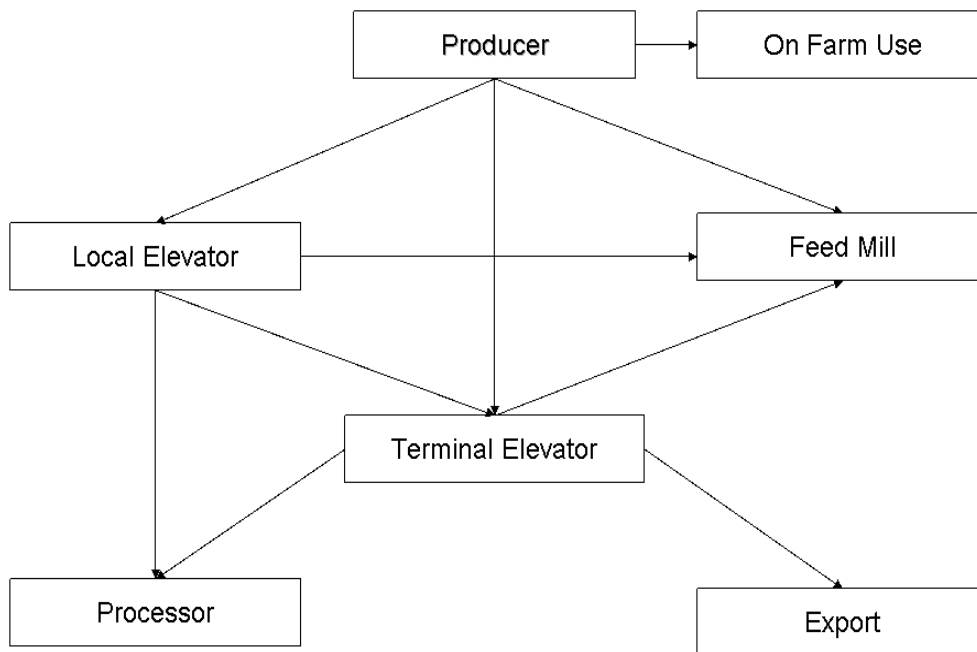 Producer
On Farm Use
Local Elevator
Feed Mill
Terminal Elevator
Processor
Export